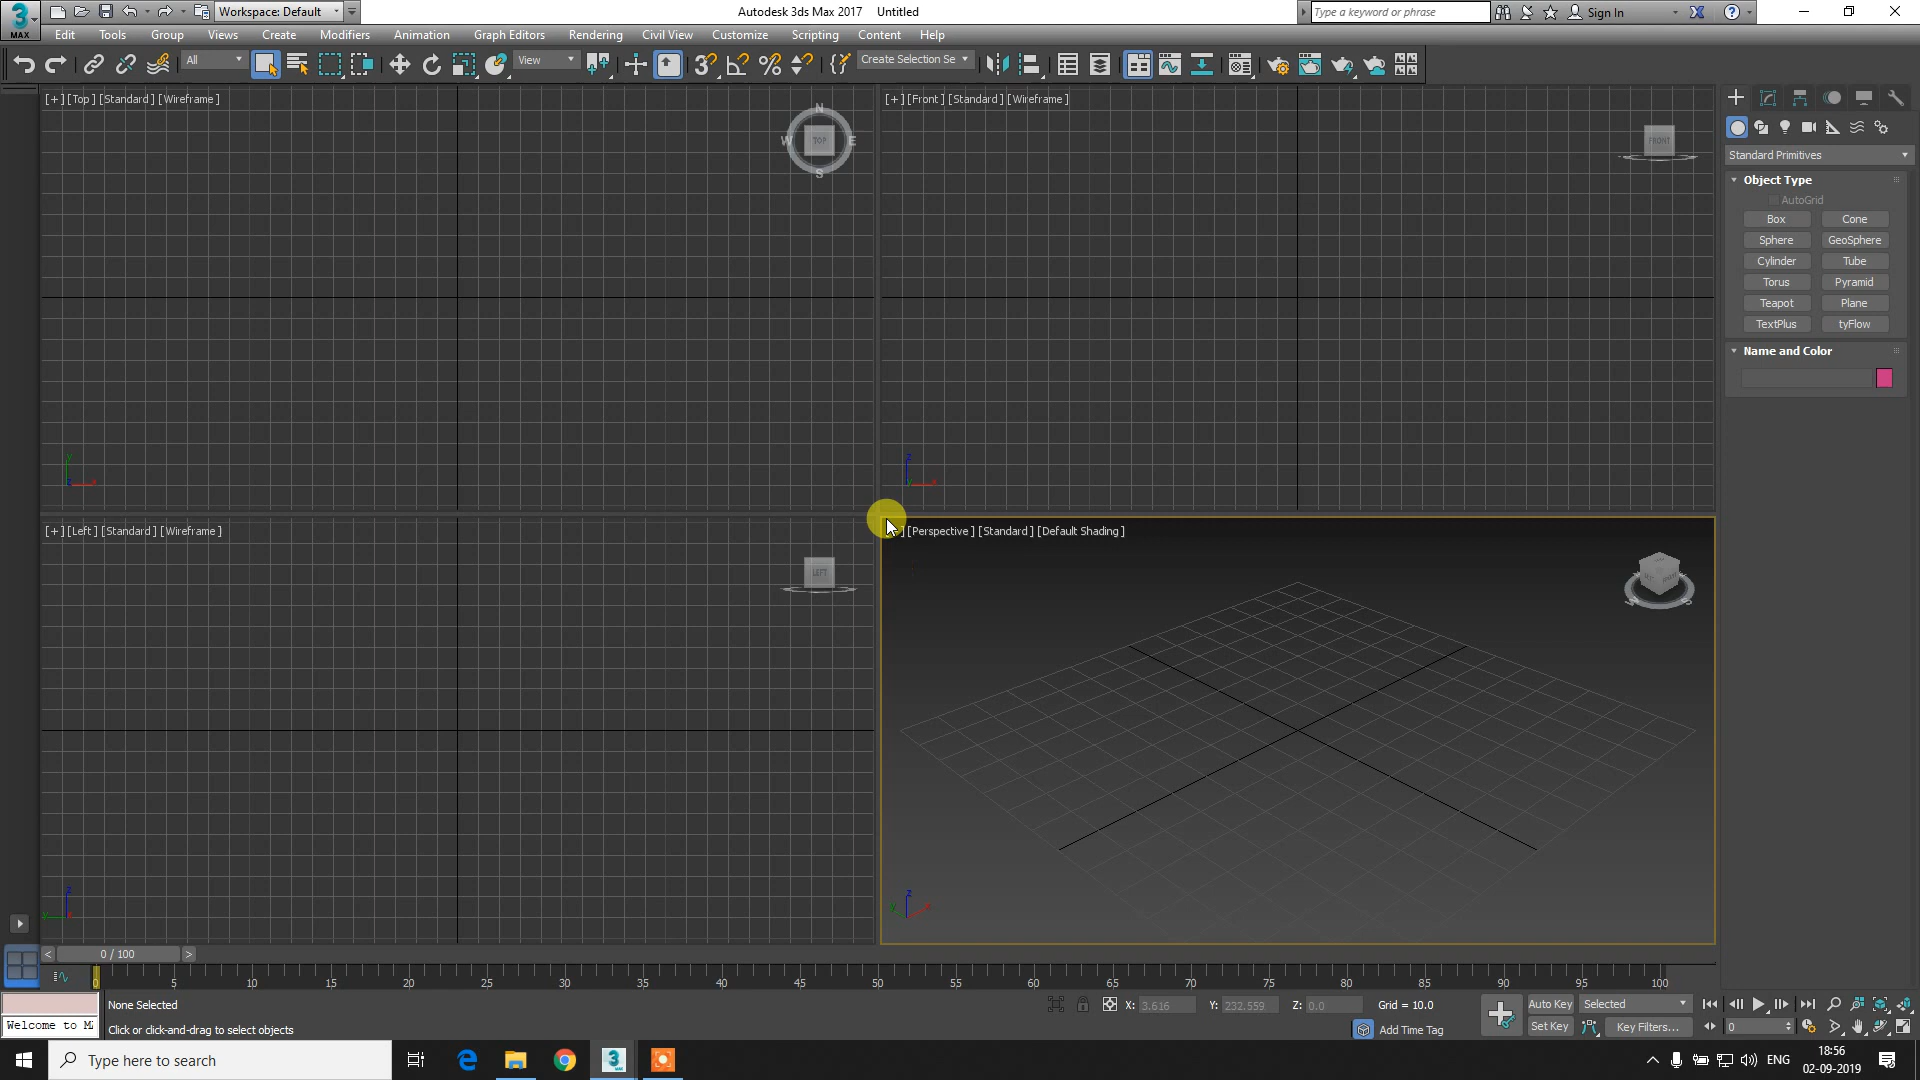 Workspace: Default
Autodesk 3ds Max 2017 Untitled
Type a keyword or phrase
Sign In
MAX
Edit Tools Group Views Create Modifiers Animation Graph Editors Rendering Civil View Customize Scripting Content Help
All
View
Create Selection Se
[+] [Top] [Standard] [Wireframe]
N
W TOP E
S
[+] [Front] [Standard] [Wireframe]
FRONT
Standard Primitives
Object Type
AutoGrid
Box Cone
Sphere GeoSphere
Cylinder Tube
Torus Pyramid
Teapot Plane
TextPlus tyFlow
Name and Color
[+] [Left] [Standard] [Wireframe]
LEFT
[Perspective] [Standard] [Default Shading]
0 / 100
0 5 10 15 20 25 30 35 40 45 50 55 60 65 70 75 80 85 90 95 100
None Selected
X: 3.616 Y: 232.559 Z: 0.0 Grid = 10.0
Auto Key Selected
Welcome to M
Click or click-and-drag to select objects
Add Time Tag
Set Key Key Filters...
0
Type here to search
ENG
18:56
02-09-2019